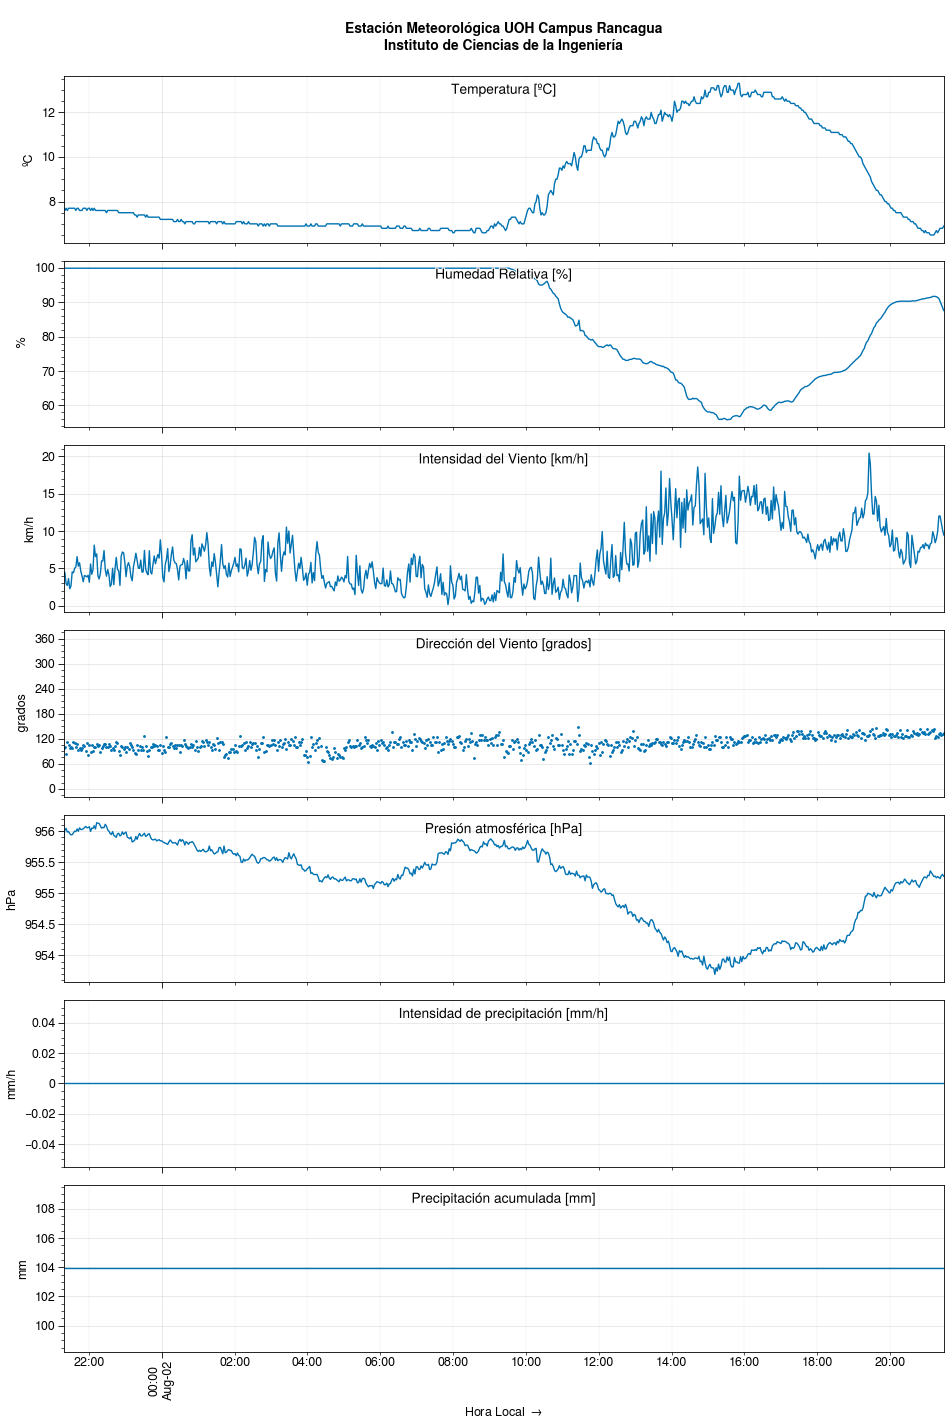 Estación Meteorológica UOH Campus Rancagua
Instituto de Ciencias de la Ingeniería
Temperatura [ºC]
12
10
8
ºC
Humedad Relativa [%]
100
90
80
70
60
%
Intensidad del Viento [km/h]
20
15
10
5
0
km/h
Dirección del Viento [grados]
360
300
240
180
120
60
0
grados
Presión atmosférica [hPa]
956
955.5
955
954.5
954
hPa
Intensidad de precipitación [mm/h]
0.04
0.02
0
−0.02
−0.04
mm/h
Precipitación acumulada [mm]
108
106
104
102
100
mm
22:00
00:00
Aug-02
02:00
04:00
06:00
08:00
10:00
12:00
14:00
16:00
18:00
20:00
Hora Local →